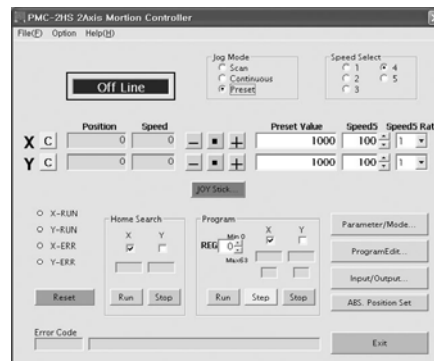 PMC-2HS 2Axis Mortion Controller
File(F) Option Help(H)
Jog Mode
Scan
Continuous
Preset
Speed Select
1 4
2 5
3
Off Line
Position Speed Preset Value Speed5 Speed5 Rat
X C 0 0 1000 100 1
Y C 0 0 1000 100 1
JOY Stick...
X-RUN
Y-RUN
X-ERR
Y-ERR
Reset
Home Search
X Y
Run Stop
Program
REG Min 0 0 Max63
X Y
Run Step Stop
Parameter/Mode...
ProgramEdit...
Input/Output...
ABS. Position Set
Error Code
Exit